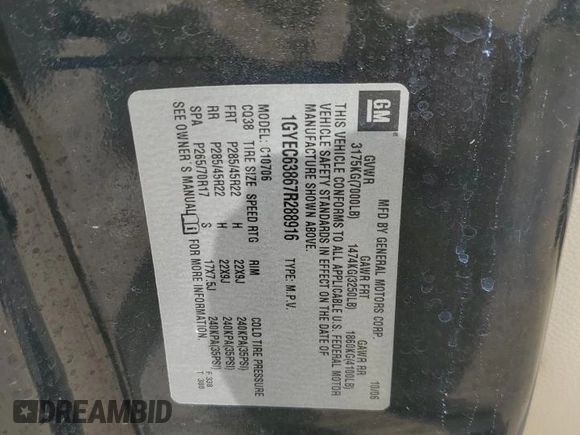 GM
MFD BY GENERAL MOTORS CORP. 10/06
GVWR GAWR FRT GAWR RR
3175KG(7000LB) 1474KG(3250LB) 1860KG(4100LB)
THIS VEHICLE CONFORMS TO ALL APPLICABLE U.S. FEDERAL MOTOR
VEHICLE SAFETY STANDARDS IN EFFECT ON THE DATE OF
MANUFACTURE SHOWN ABOVE.
1GYEC63867R288916 TYPE: M.P.V.
MODEL: C10706
CQ38 TIRE SIZE SPEED RTG RIM COLD TIRE PRESSURE
FRT P285/45R22 H 22X9J 240KPA(35PSI)
RR P285/45R22 H 22X9J 240KPA(35PSI)
SPA P265/70R17 S 17X7.5J 240KPA(35PSI)
SEE OWNER'S MANUAL FOR MORE INFORMATION.
DREAMBID